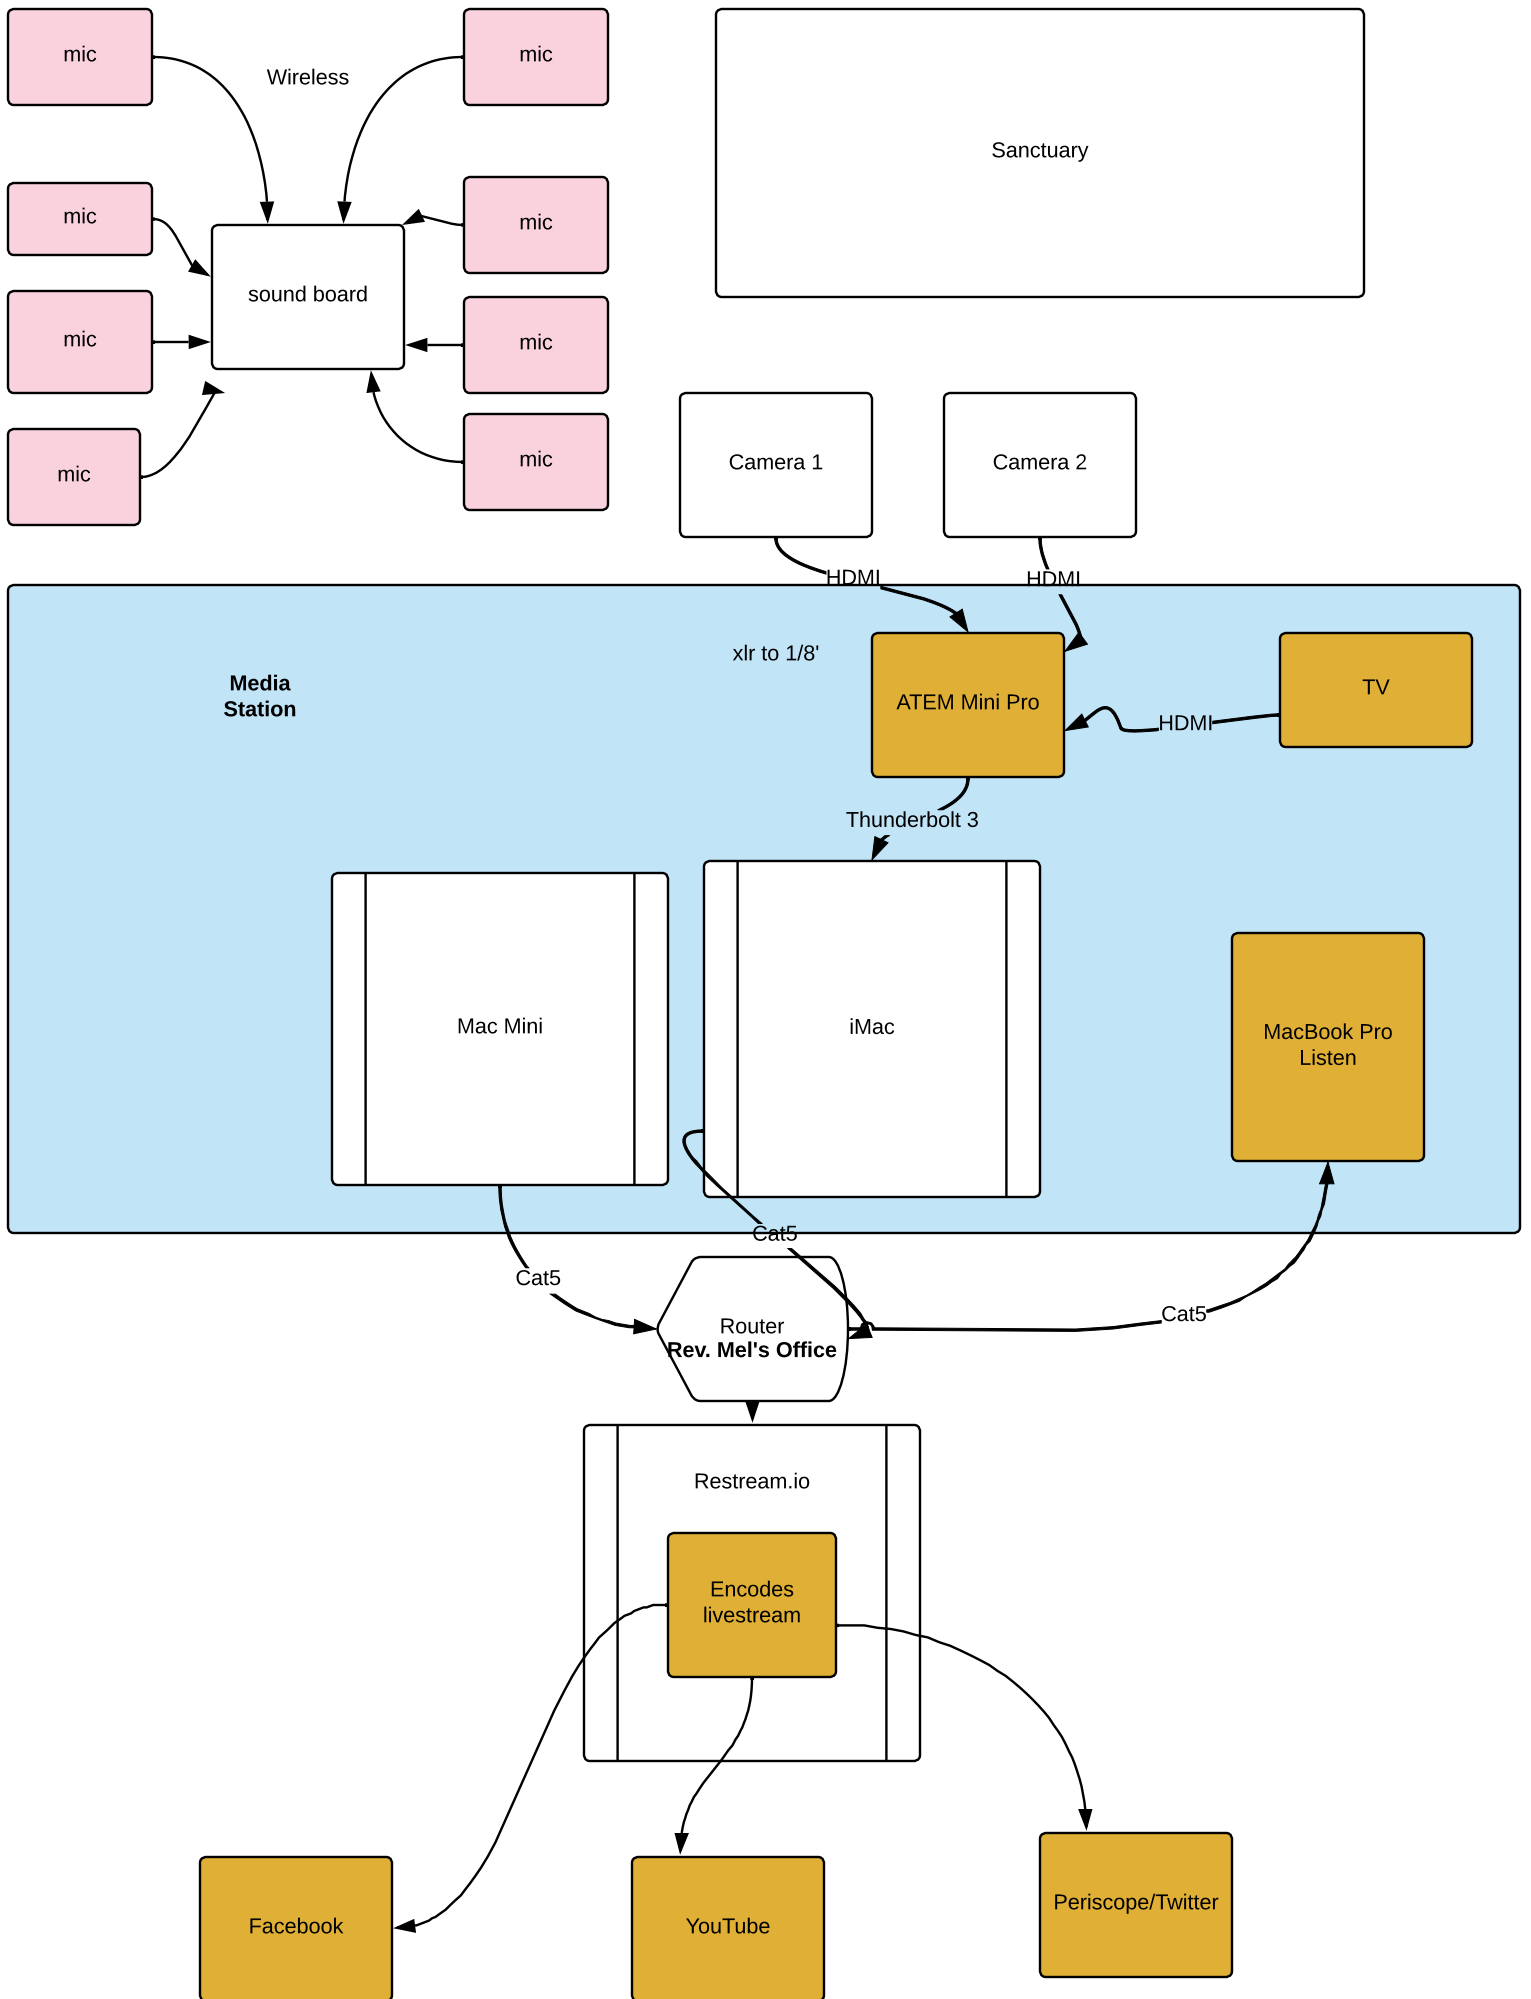 mic
Wireless
mic
Sanctuary
mic
mic
sound board
mic
mic
mic
mic
Camera 1
Camera 2
HDMI
HDMI
xlr to 1/8'
Media
Station
ATEM Mini Pro
TV
HDMI
Thunderbolt 3
Mac Mini
iMac
MacBook Pro
Listen
Cat5
Cat5
Cat5
Router
Rev. Mel's Office
Restream.io
Encodes
livestream
Facebook
YouTube
Periscope/Twitter